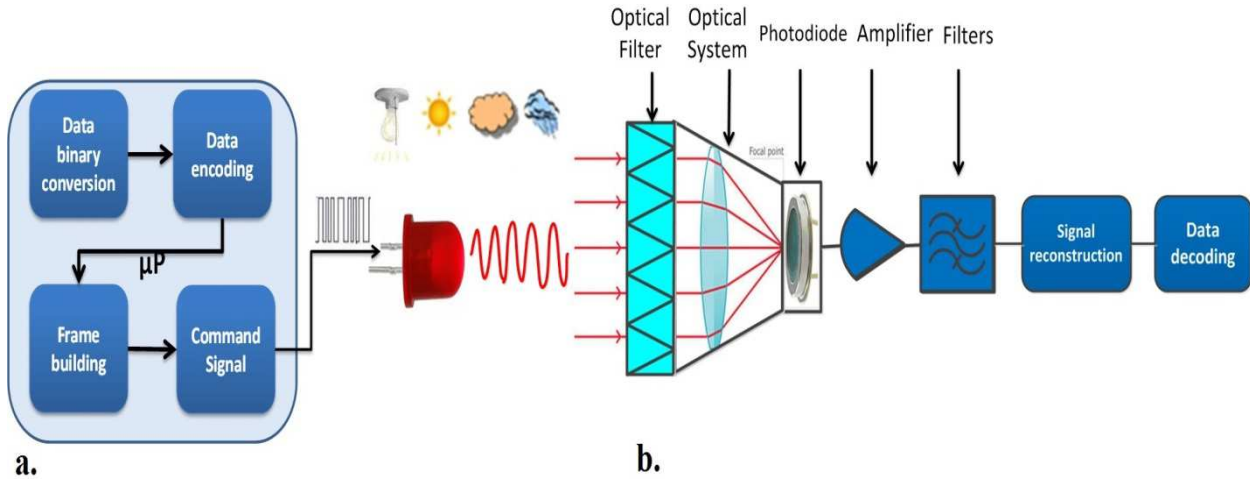 Data
binary
conversion
Data
encoding
μP
Frame
building
Command
Signal
a.
Optical
Filter
Optical
System
Photodiode
Amplifier
Filters
Focal point
Signal
reconstruction
Data
decoding
b.